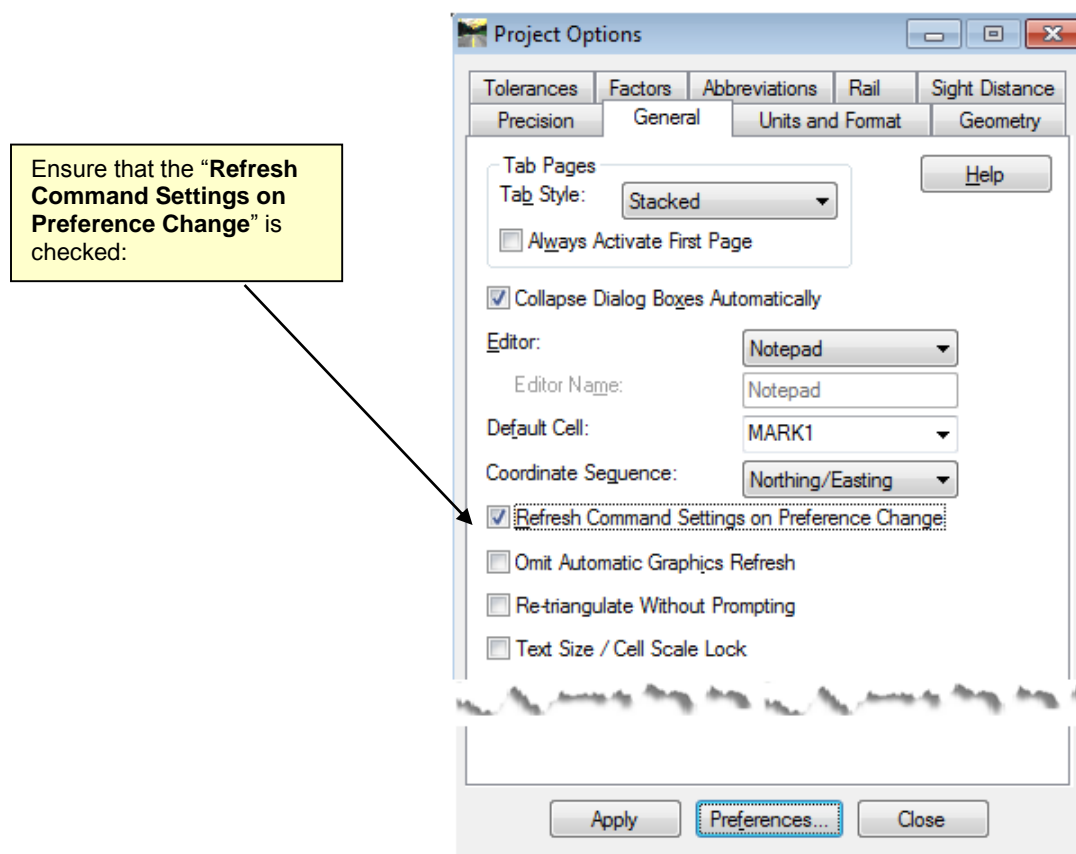 Project Options
Tolerances Factors Abbreviations Rail Sight Distance
Precision General Units and Format Geometry
Ensure that the “Refresh
Command Settings on
Preference Change” is
checked:
Tab Pages
Help
Tab Style: Stacked
Always Activate First Page
Collapse Dialog Boxes Automatically
Editor: Notepad
Editor Name: Notepad
Default Cell: MARK1
Coordinate Sequence: Northing/Easting
Refresh Command Settings on Preference Change
Omit Automatic Graphics Refresh
Re-triangulate Without Prompting
Text Size / Cell Scale Lock
Apply Preferences... Close